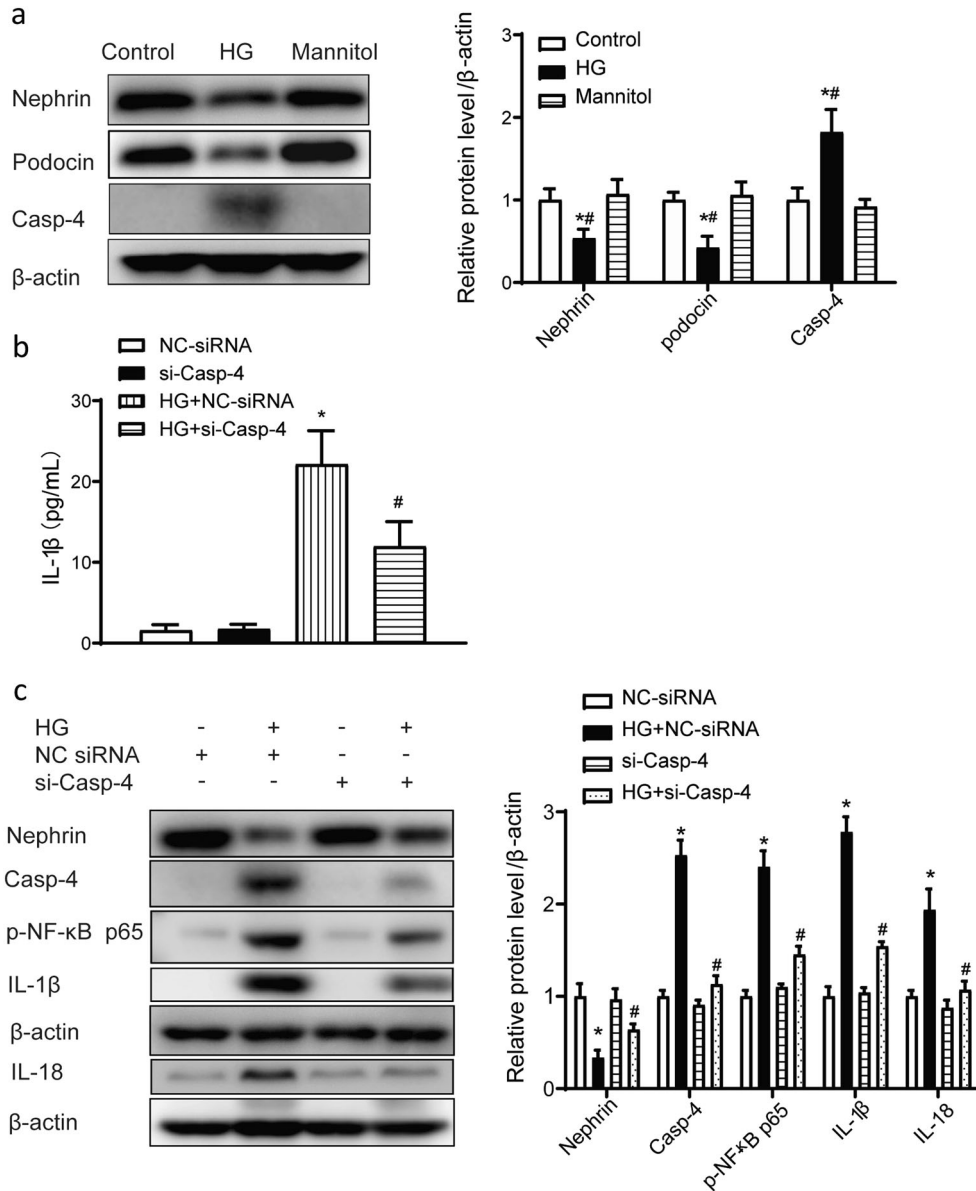 a
Control HG Mannitol
Nephrin
Podocin
Casp-4
β-actin
Relative protein level/β-actin
3
2
1
0
Control
HG
Mannitol
*#
*#
*#
Nephrin
podocin
Casp-4
b
NC-siRNA
si-Casp-4
HG+NC-siRNA
HG+si-Casp-4
IL-1β (pg/mL)
30
20
10
0
*
#
c
HG - + - +
NC siRNA + + - -
si-Casp-4 - - + +
Nephrin
Casp-4
p-NF-κB p65
IL-1β
β-actin
IL-18
β-actin
NC-siRNA
HG+NC-siRNA
si-Casp-4
HG+si-Casp-4
Relative protein level/β-actin
3
2
1
0
*
#
*
#
*
#
*
#
*
#
Nephrin
Casp-4
p-NF-κB p65
IL-1β
IL-18